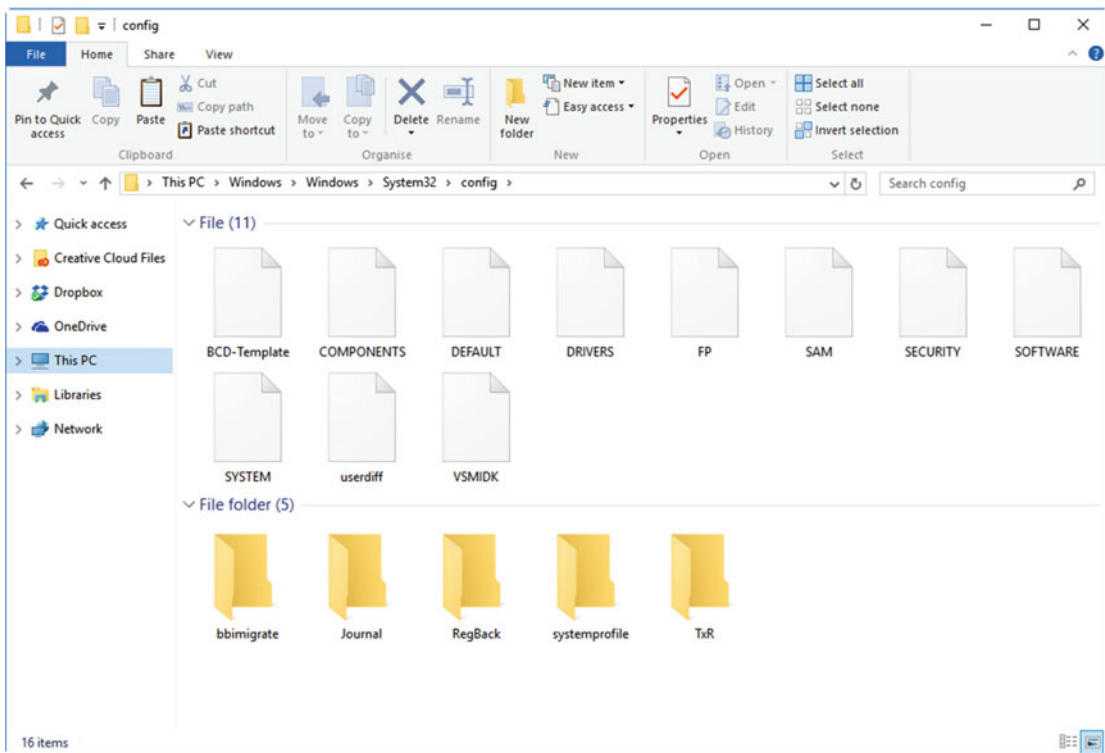 config
File Home Share View
Pin to Quick access
Copy
Paste
Cut
Copy path
Paste shortcut
Clipboard
Move to
Copy to
Delete
Rename
Organise
New folder
New item
Easy access
New
Properties
Open
Edit
History
Open
Select all
Select none
Invert selection
Select
This PC > Windows > Windows > System32 > config >
Search config
Quick access
Creative Cloud Files
Dropbox
OneDrive
This PC
Libraries
Network
File (11)
BCD-Template COMPONENTS DEFAULT DRIVERS FP SAM SECURITY SOFTWARE
SYSTEM userdiff VSMIDK
File folder (5)
bbimigrate Journal RegBack systemprofile TxR
16 items